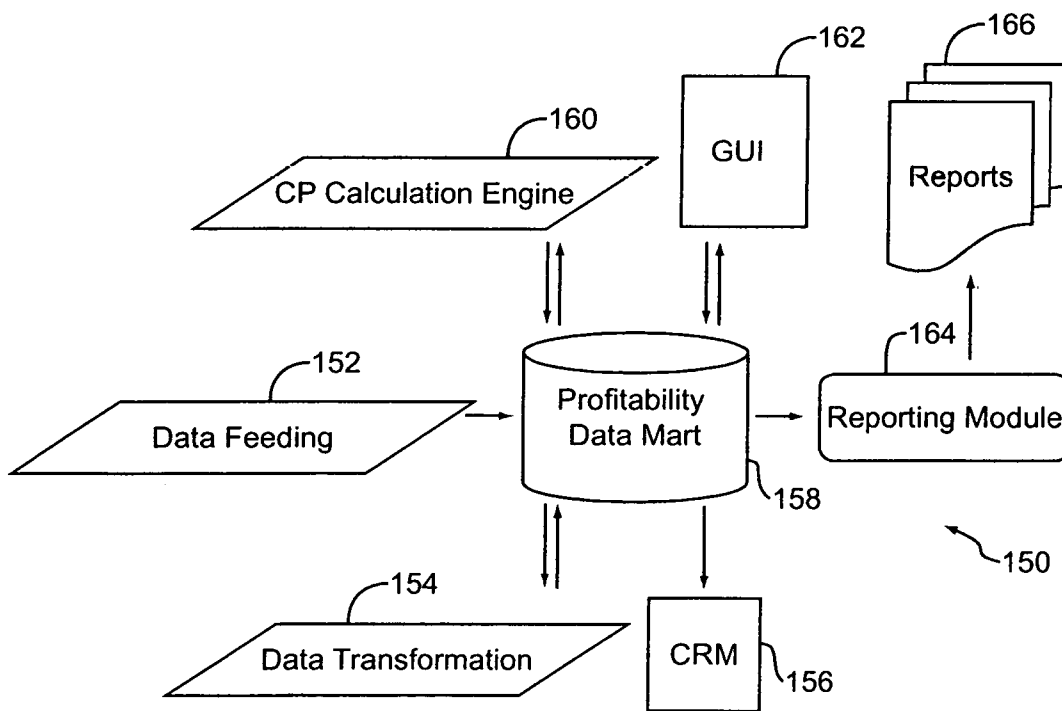 162
166
160
GUI
CP Calculation Engine
Reports
164
152
Profitability
Data Mart
Data Feeding
Reporting Module
158
150
154
Data Transformation
CRM
156